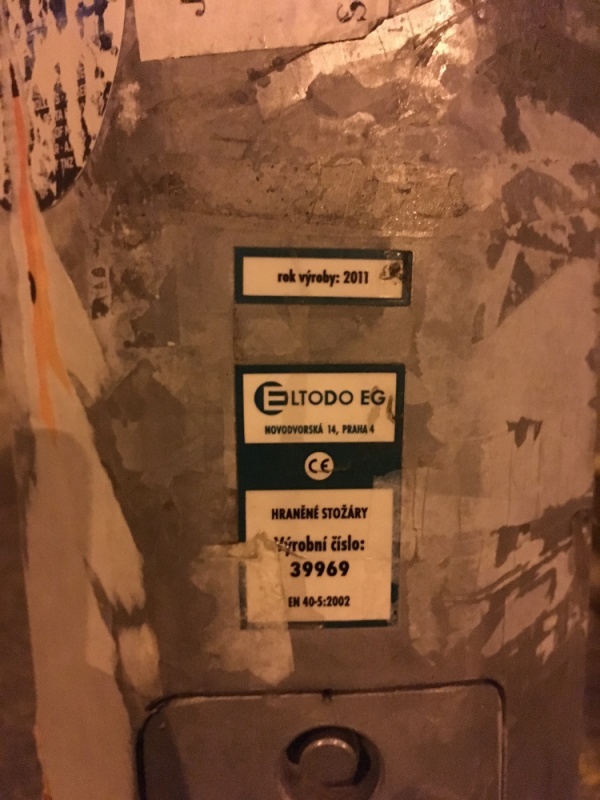 rok výroby: 2011
ELTODO EG
NOVODVORSKÁ 14, PRAHA 4
CE
HRANĚNÉ STOŽÁRY
Výrobní číslo:
39969
EN 40-5:2002